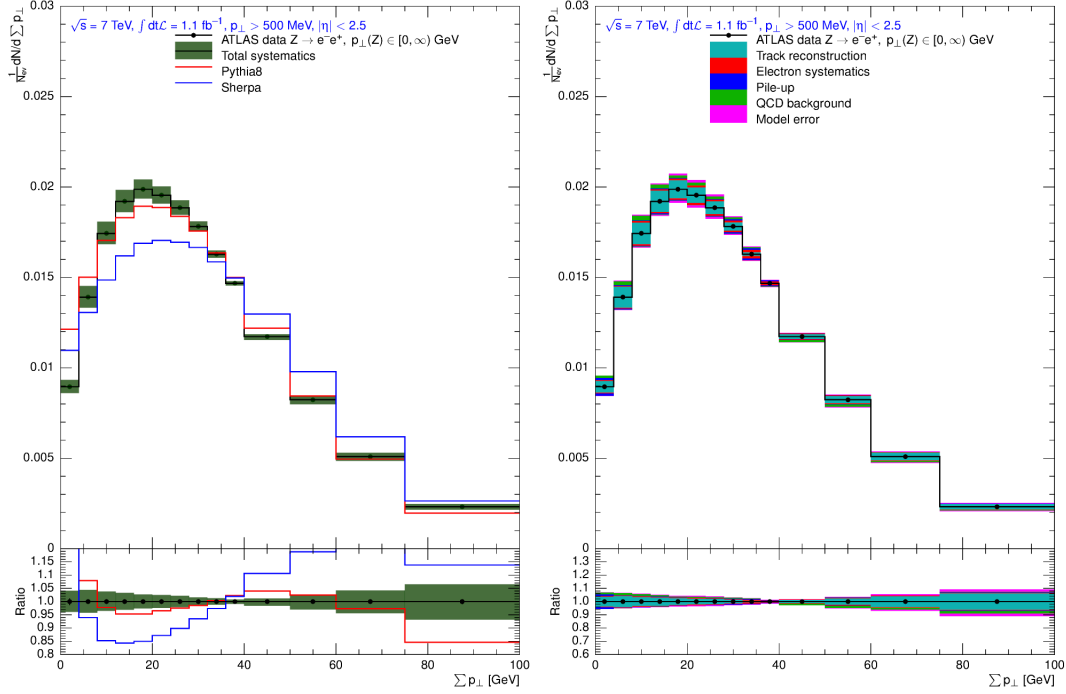 √s = 7 TeV, ∫ dtℒ = 1.1 fb⁻¹, p⊥ > 500 MeV, |η| < 2.5
ATLAS data Z → e⁻e⁺, p⊥(Z) ∈ [0, ∞) GeV
Total systematics
Pythia8
Sherpa
1/N_ev dN/d ∑ p⊥
0.03
0.025
0.02
0.015
0.01
0.005
0
Ratio
1.15
1.1
1.05
1.0
0.95
0.9
0.85
0.8
0 20 40 60 80 100
∑ p⊥ [GeV]
√s = 7 TeV, ∫ dtℒ = 1.1 fb⁻¹, p⊥ > 500 MeV, |η| < 2.5
ATLAS data Z → e⁻e⁺, p⊥(Z) ∈ [0, ∞) GeV
Track reconstruction
Electron systematics
Pile-up
QCD background
Model error
1/N_ev dN/d ∑ p⊥
0.03
0.025
0.02
0.015
0.01
0.005
0
Ratio
1.3
1.2
1.1
1.0
0.9
0.8
0.7
0.6
0 20 40 60 80 100
∑ p⊥ [GeV]